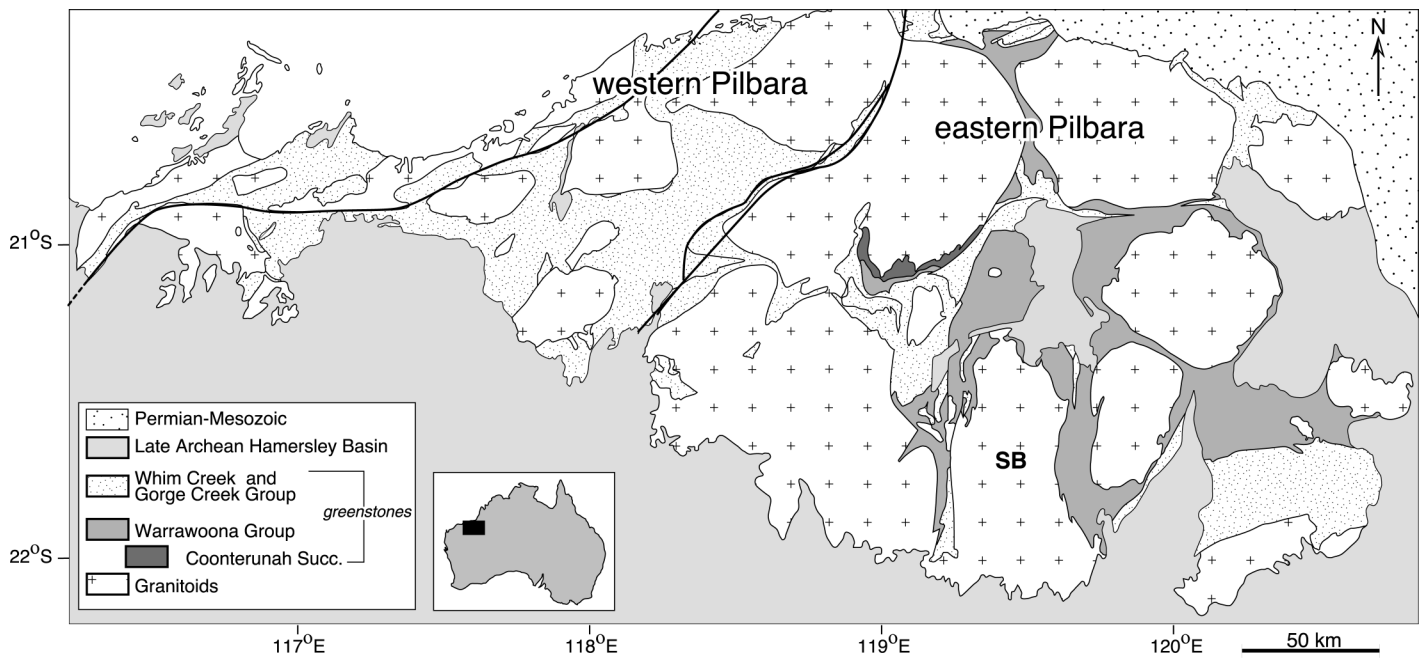 N
western Pilbara
eastern Pilbara
21°S
SB
Permian-Mesozoic
Late Archean Hamersley Basin
Whim Creek and
Gorge Creek Group
greenstones
Warrawoona Group
Coonterunah Succ.
Granitoids
22°S
117°E
118°E
119°E
120°E
50 km